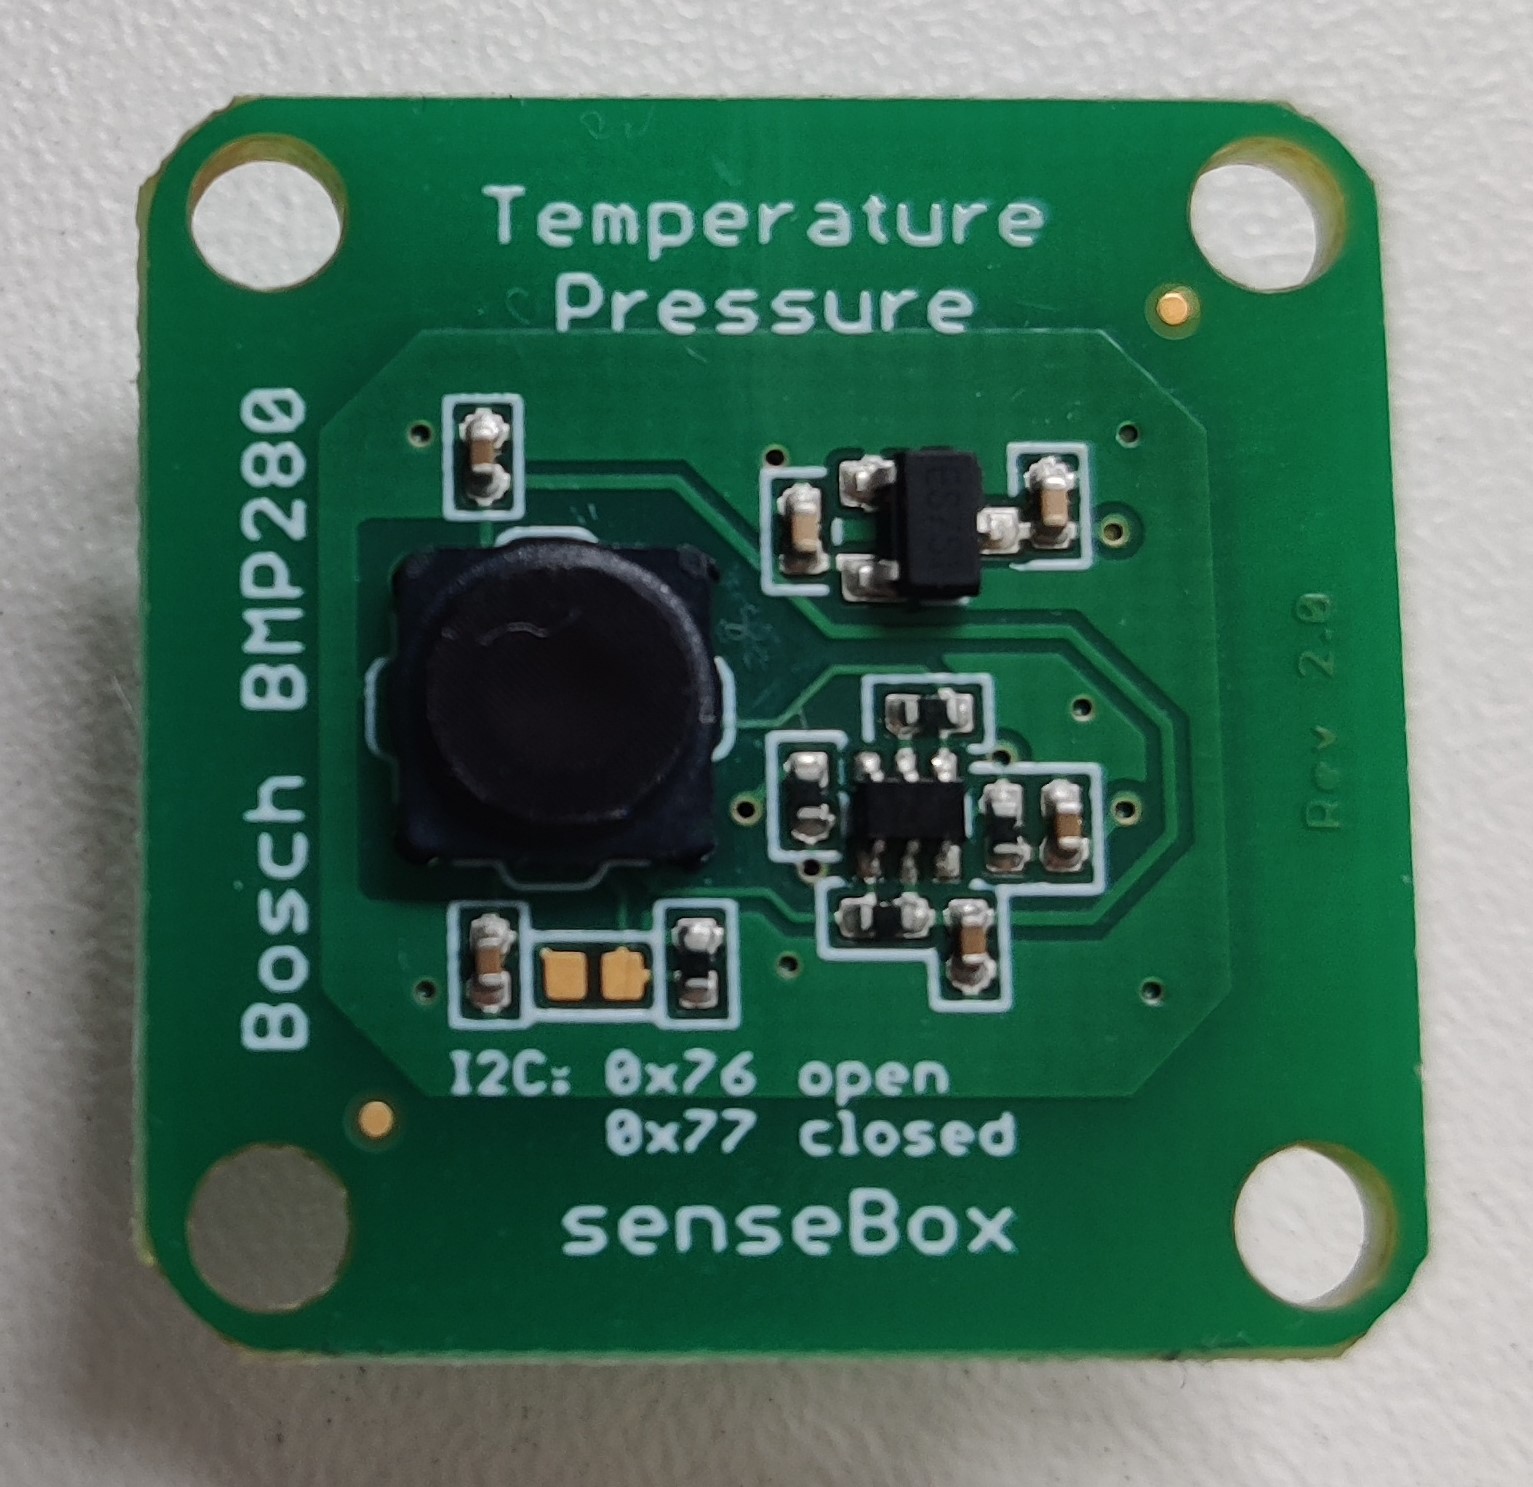 Temperature
Pressure
Bosch BMP280
Rev 2.0
I2C: 0x76 open
0x77 closed
senseBox